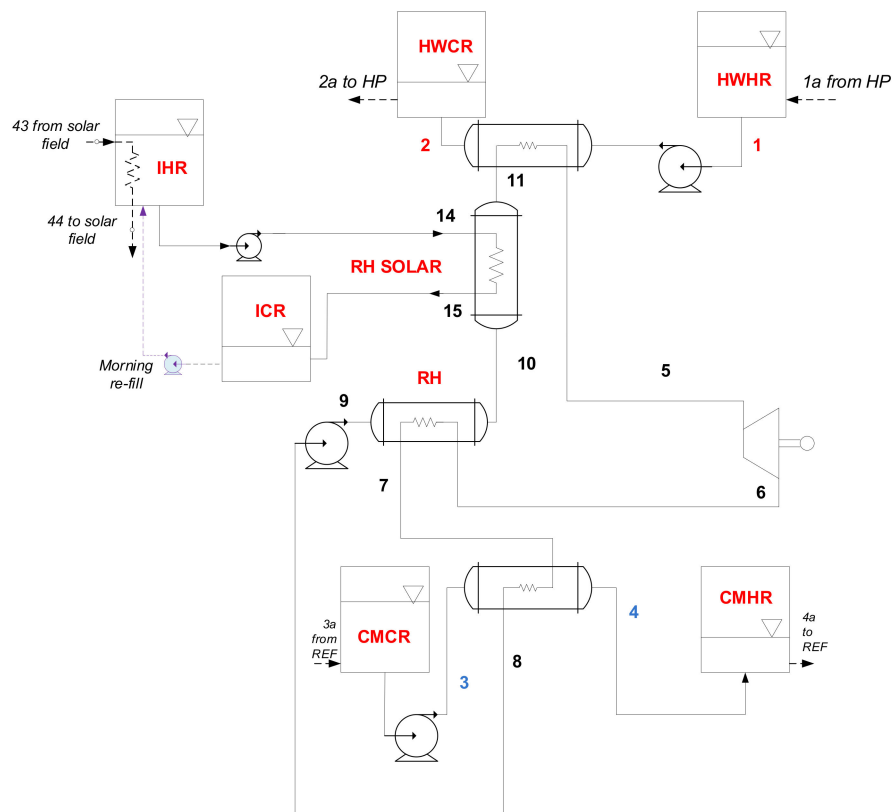 HWCR
HWHR
2a to HP
1a from HP
43 from solar
field
IHR
2
1
11
44 to solar
field
14
RH SOLAR
ICR
15
Morning
re-fill
10
5
RH
9
7
6
CMCR
CMHR
3a
from
REF
4
4a
to
REF
3
8